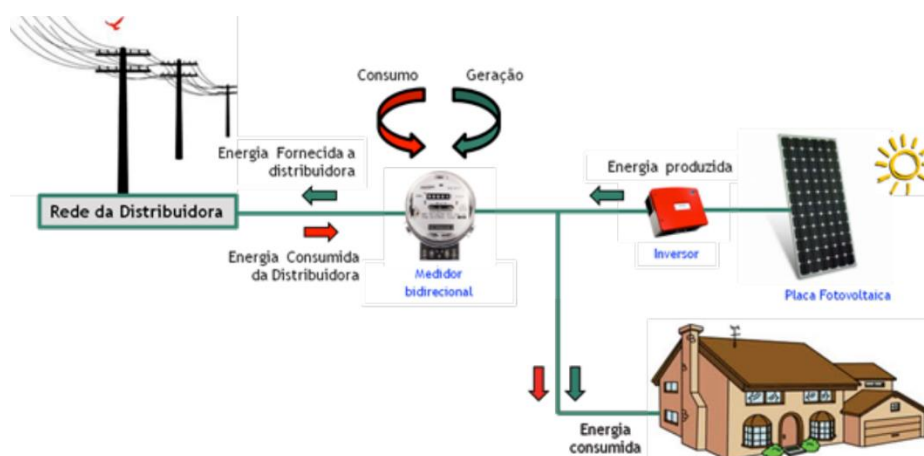 Consumo
Geração
Energia Fornecida a
distribuidora
Energia produzida
Rede da Distribuidora
Energia Consumida
da Distribuidora
Medidor
bidirecional
Inversor
Placa Fotovoltaica
Energia
consumida